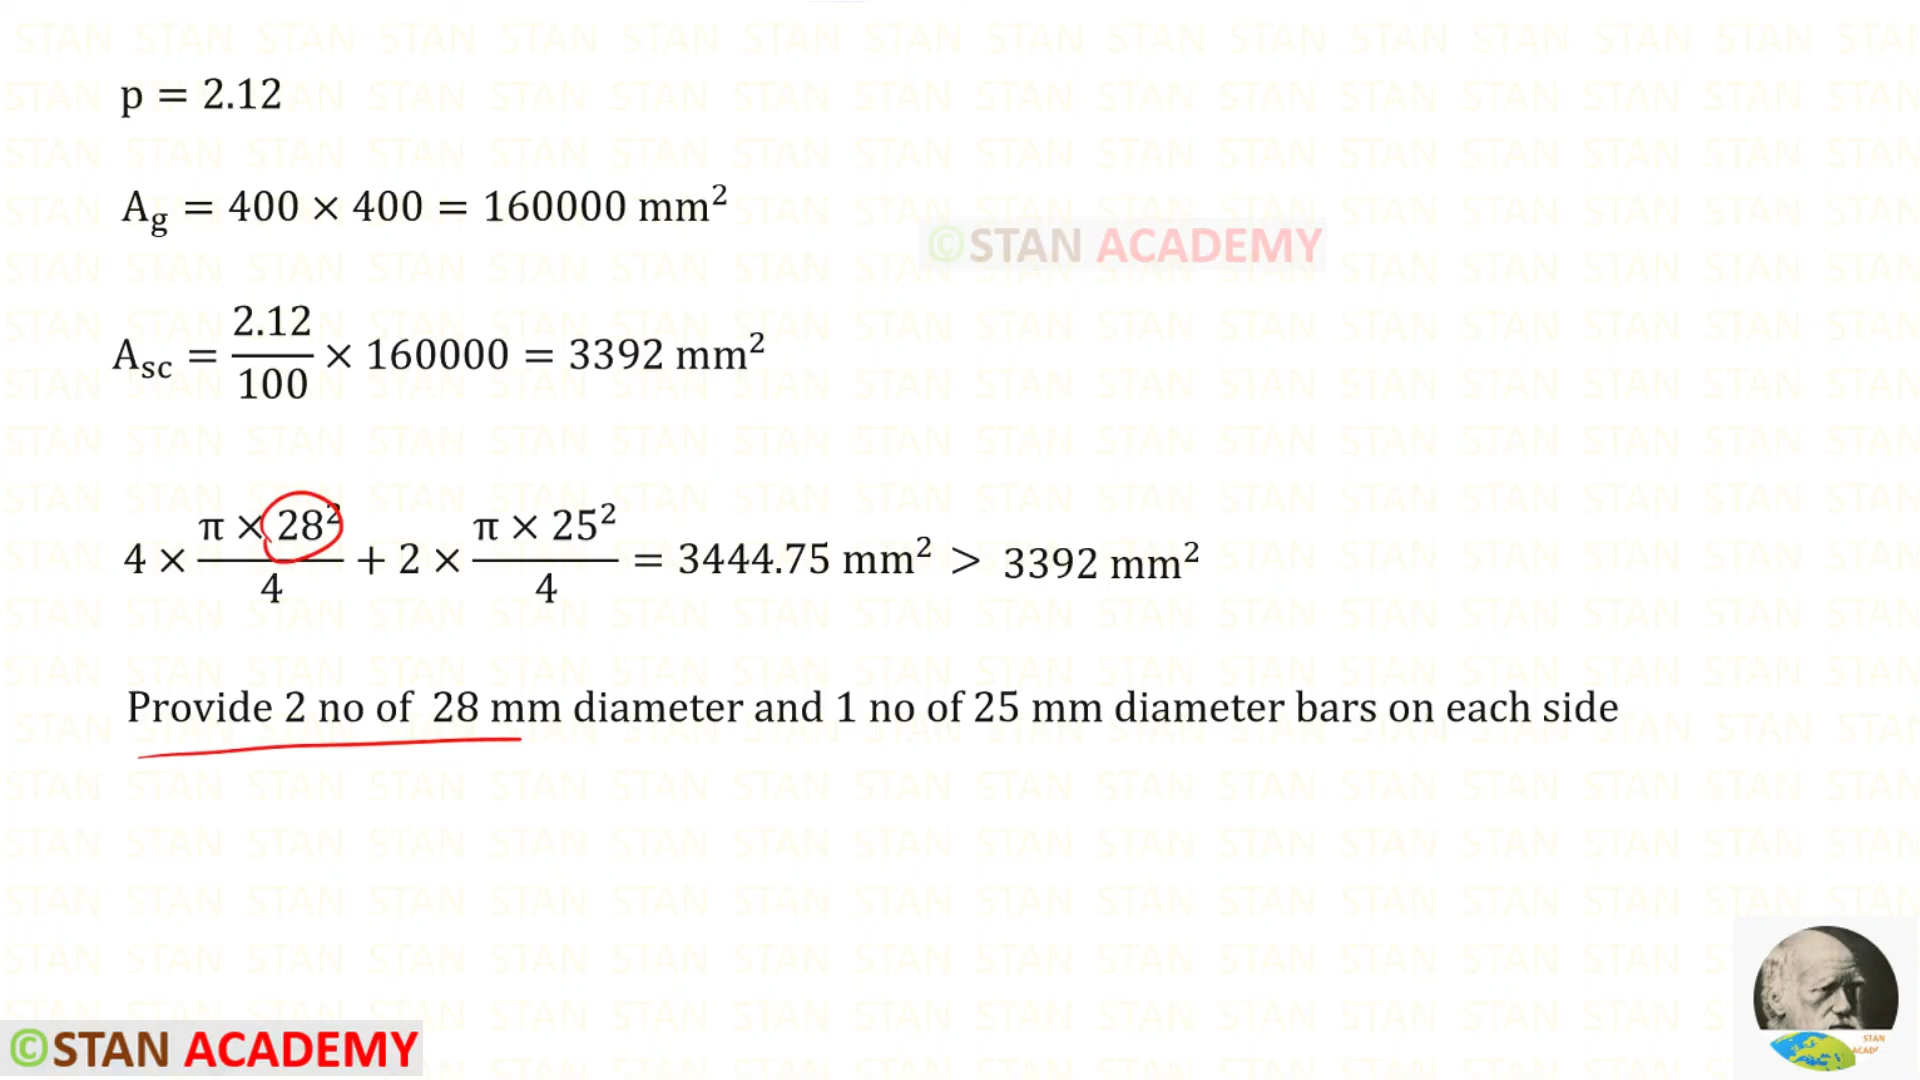 p = 2.12
A_g = 400 × 400 = 160000 mm²
©STAN ACADEMY
A_sc = 2.12/100 × 160000 = 3392 mm²
4 × (π × 28²)/4 + 2 × (π × 25²)/4 = 3444.75 mm² > 3392 mm²
Provide 2 no of 28 mm diameter and 1 no of 25 mm diameter bars on each side
©STAN ACADEMY
STAN
ACADE